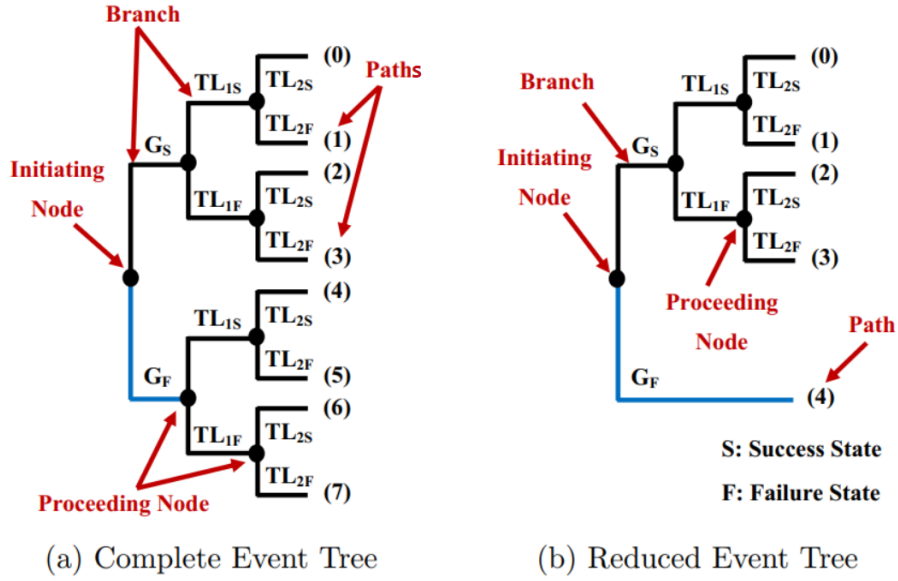 Branch
(0)
TL1S
TL2S
Paths
TL2F
(1)
GS
(2)
Initiating
Node
TL1F
TL2S
TL2F
(3)
(4)
TL1S
TL2S
TL2F
(5)
GF
(6)
TL1F
TL2S
TL2F
(7)
Proceeding Node
(a) Complete Event Tree
(0)
Branch
TL1S
TL2S
TL2F
(1)
GS
Initiating
Node
(2)
TL1F
TL2S
TL2F
(3)
Proceeding
Node
Path
GF
(4)
S: Success State
F: Failure State
(b) Reduced Event Tree